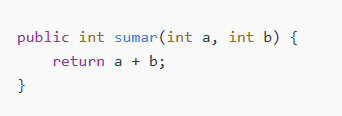 public int sumar(int a, int b) {
    return a + b;
}